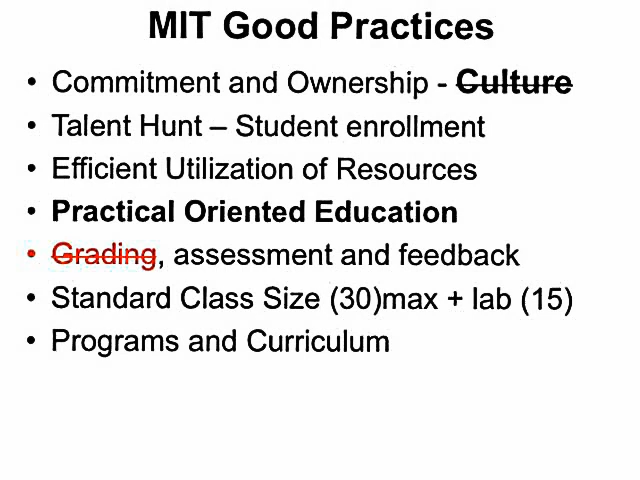 MIT Good Practices
• Commitment and Ownership - Culture
• Talent Hunt – Student enrollment
• Efficient Utilization of Resources
• Practical Oriented Education
• Grading, assessment and feedback
• Standard Class Size (30)max + lab (15)
• Programs and Curriculum